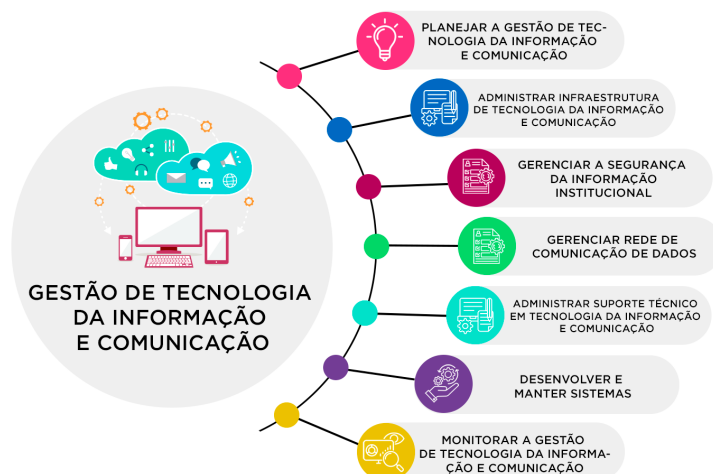 GESTÃO DE TECNOLOGIA
DA INFORMAÇÃO
E COMUNICAÇÃO
PLANEJAR A GESTÃO DE TEC-
NOLOGIA DA INFORMAÇÃO
E COMUNICAÇÃO
ADMINISTRAR INFRAESTRUTURA
DE TECNOLOGIA DA INFORMAÇÃO
E COMUNICAÇÃO
GERENCIAR A SEGURANÇA
DA INFORMAÇÃO
INSTITUCIONAL
GERENCIAR REDE DE
COMUNICAÇÃO DE DADOS
ADMINISTRAR SUPORTE TÉCNICO
EM TECNOLOGIA DA INFORMAÇÃO
E COMUNICAÇÃO
DESENVOLVER E
MANTER SISTEMAS
MONITORAR A GESTÃO
DE TECNOLOGIA DA INFORMA-
ÇÃO E COMUNICAÇÃO